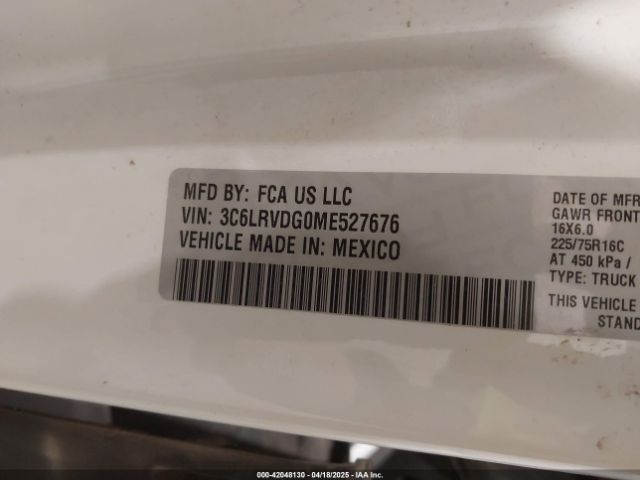 MFD BY: FCA US LLC
VIN: 3C6LRVDG0ME527676
VEHICLE MADE IN: MEXICO
DATE OF MFR
GAWR FRONT
16X6.0
225/75R16C
AT 450 kPa /
TYPE: TRUCK
THIS VEHICLE
STAND
000-42048130 - 04/18/2025 - IAA Inc.